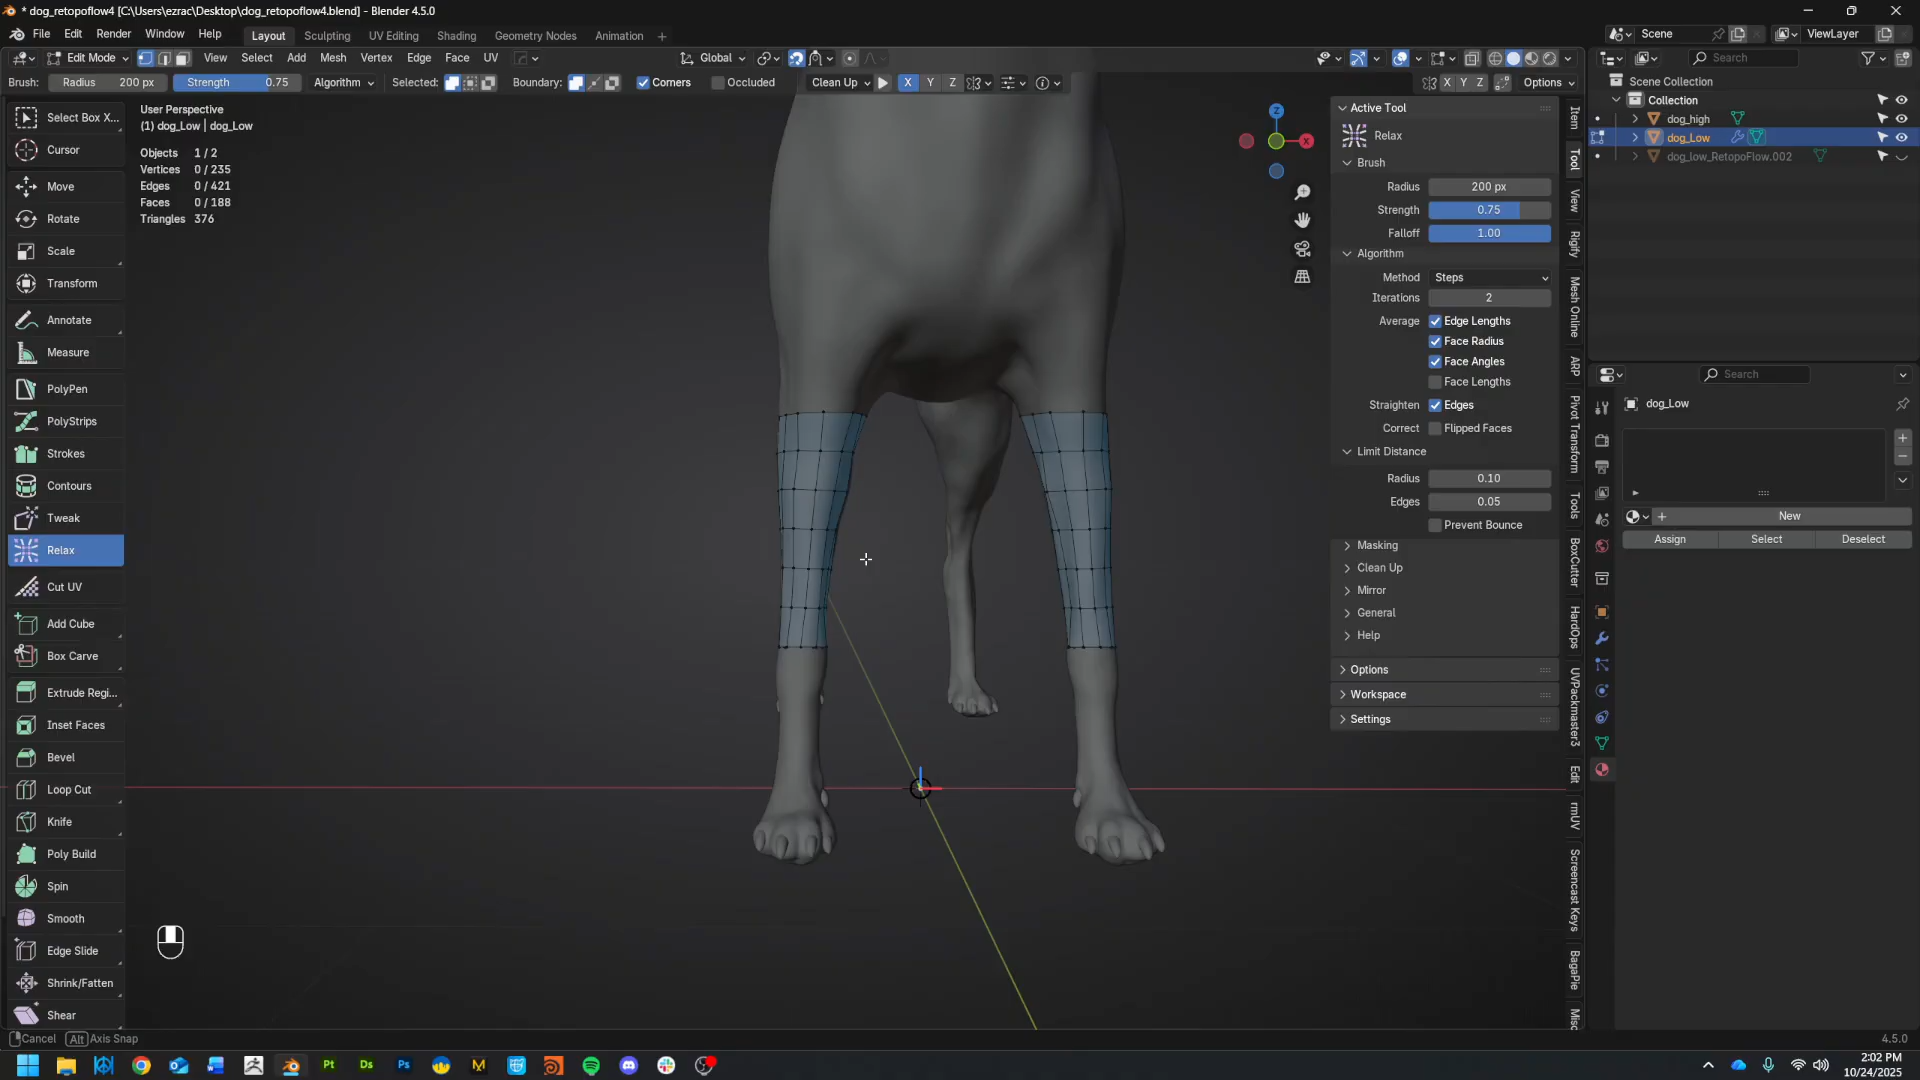 * dog_retopoflow4 [C:\Users\ezrac\Desktop\dog_retopoflow4.blend] - Blender 4.5.0
File Edit Render Window Help Layout Sculpting UV Editing Shading Geometry Nodes Animation + Scene ViewLayer
Edit Mode View Select Add Mesh Vertex Edge Face UV Global Search
Brush: Radius 200 px Strength 0.75 Algorithm Selected: Boundary: Corners Occluded Clean Up X Y Z X Y Z Options
Scene Collection
Collection
dog_high
dog_Low
dog_low_RetopoFlow.002
User Perspective
(1) dog_Low | dog_Low
Objects 1 / 2
Vertices 0 / 235
Edges 0 / 421
Faces 0 / 188
Triangles 376
Z
X
Select Box X...
Cursor
Move
Rotate
Scale
Transform
Annotate
Measure
PolyPen
PolyStrips
Strokes
Contours
Tweak
Relax
Cut UV
Add Cube
Box Carve
Extrude Regi...
Inset Faces
Bevel
Loop Cut
Knife
Poly Build
Spin
Smooth
Edge Slide
Shrink/Fatten
Shear
Active Tool
Relax
Brush
Radius 200 px
Strength 0.75
Falloff 1.00
Algorithm
Method Steps
Iterations 2
Average Edge Lengths
Face Radius
Face Angles
Face Lengths
Straighten Edges
Correct Flipped Faces
Limit Distance
Radius 0.10
Edges 0.05
Prevent Bounce
Masking
Clean Up
Mirror
General
Help
Options
Workspace
Settings
Item
Tool
View
Rigify
Mesh Online
ARP
Pivot Transform
Tools
BoxCutter
HardOps
UVPackmaster3
Edit
rmUV
Screencast Keys
BagaPie
Misc
Search
dog_Low
+
New
Assign Select Deselect
Cancel Alt Axis Snap 4.5.0
Pt Ds Ps M
2:02 PM
10/24/2025